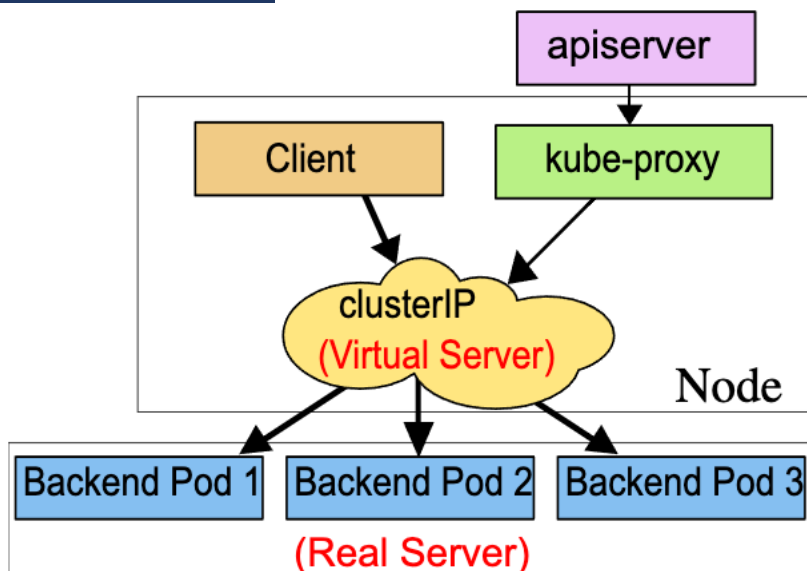 apiserver
Client
kube-proxy
clusterIP
(Virtual Server)
Node
Backend Pod 1
Backend Pod 2
Backend Pod 3
(Real Server)